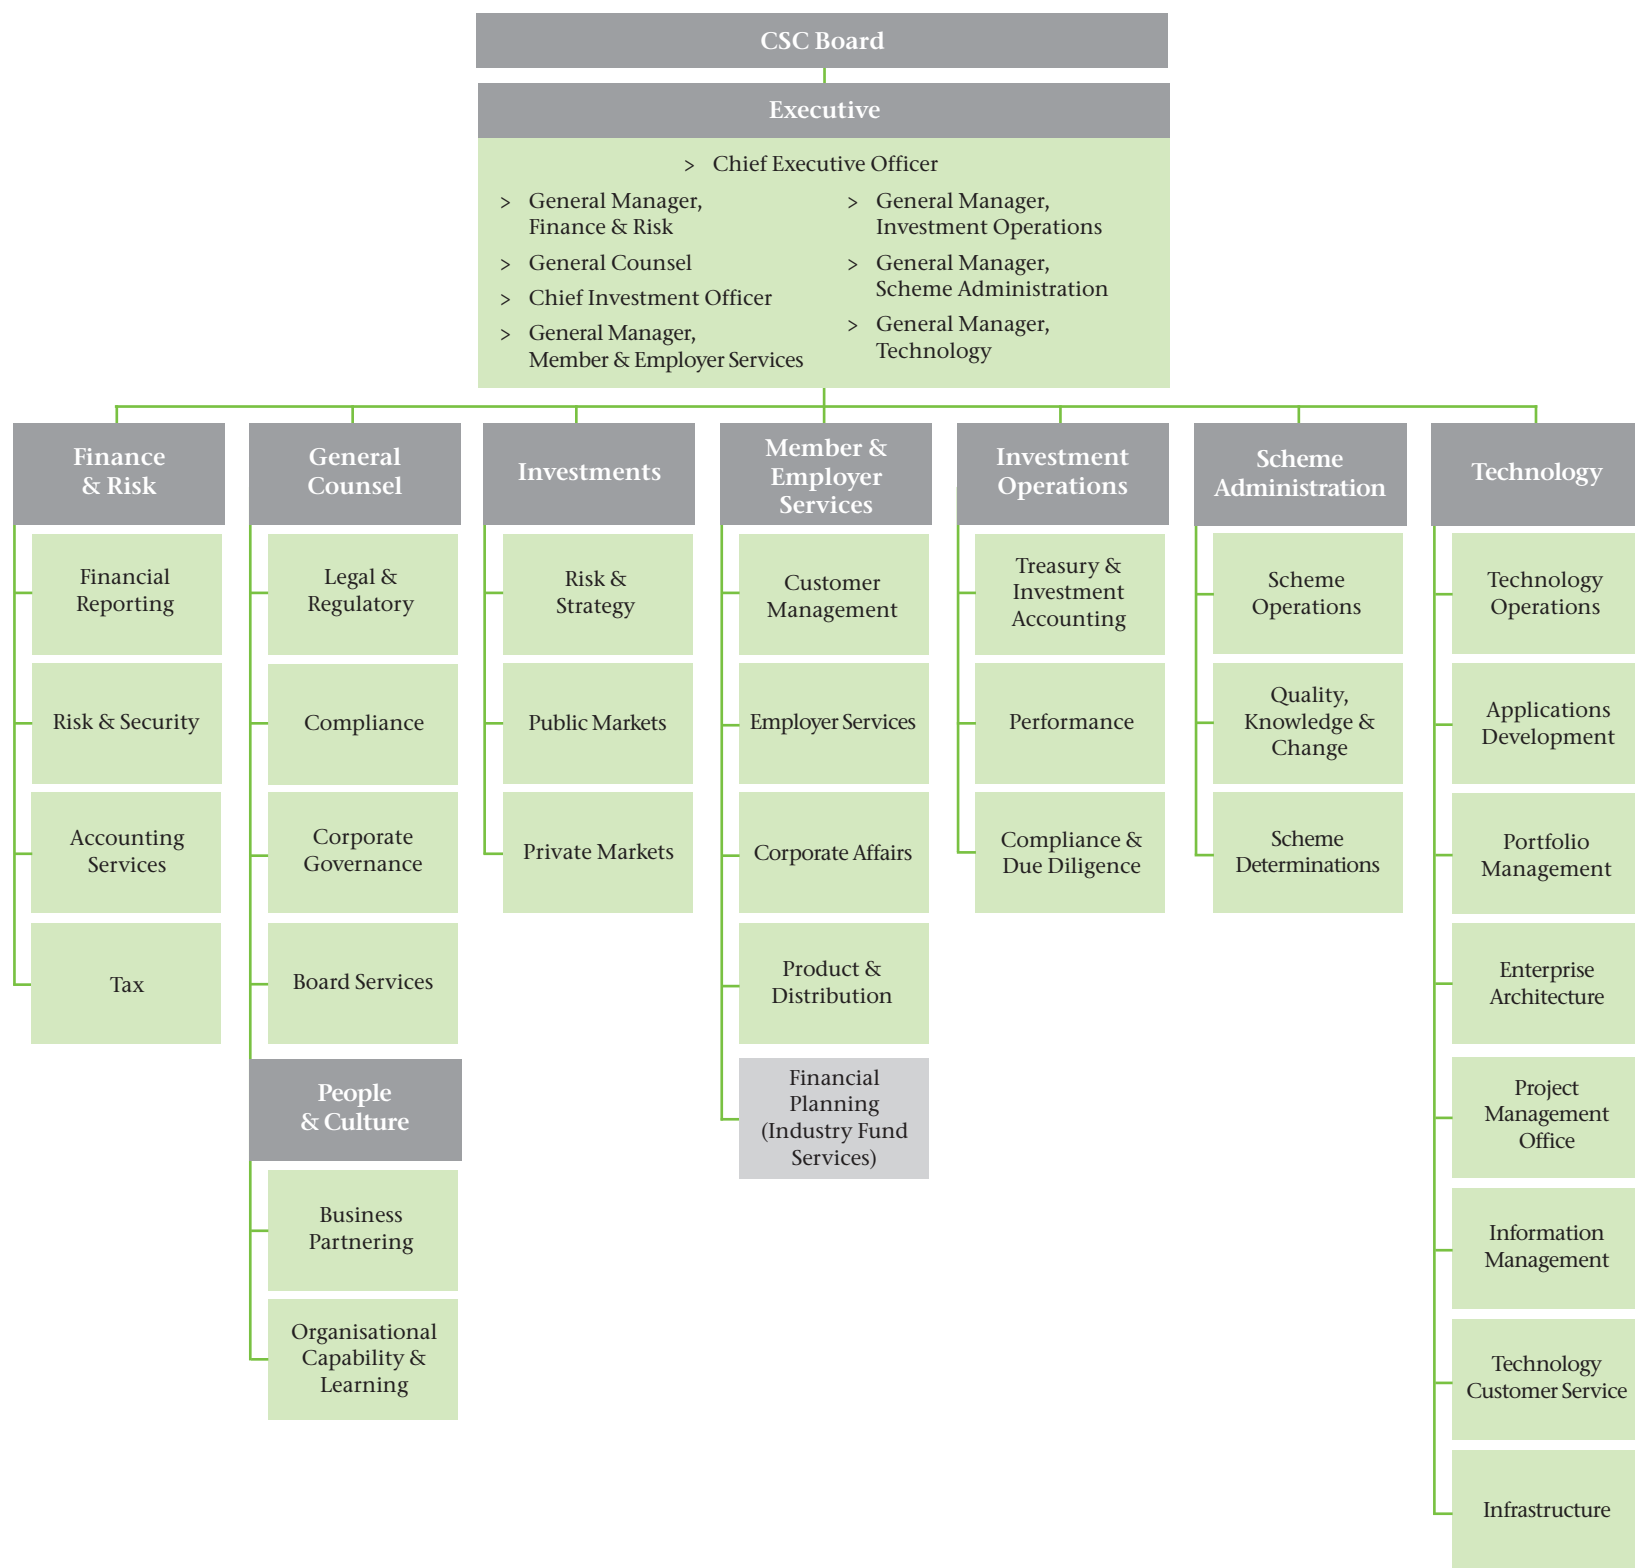 CSC Board
Executive
> Chief Executive Officer
> General Manager,
Finance & Risk
> General Counsel
> Chief Investment Officer
> General Manager,
Member & Employer Services
> General Manager,
Investment Operations
> General Manager,
Scheme Administration
> General Manager,
Technology
Finance
& Risk
Financial
Reporting
Risk & Security
Accounting
Services
Tax
General
Counsel
Legal &
Regulatory
Compliance
Corporate
Governance
Board Services
People
& Culture
Business
Partnering
Organisational
Capability &
Learning
Investments
Risk &
Strategy
Public Markets
Private Markets
Member &
Employer
Services
Customer
Management
Employer Services
Corporate Affairs
Product &
Distribution
Financial
Planning
(Industry Fund
Services)
Investment
Operations
Treasury &
Investment
Accounting
Performance
Compliance &
Due Diligence
Scheme
Administration
Scheme
Operations
Quality,
Knowledge &
Change
Scheme
Determinations
Technology
Technology
Operations
Applications
Development
Portfolio
Management
Enterprise
Architecture
Project
Management
Office
Information
Management
Technology
Customer Service
Infrastructure